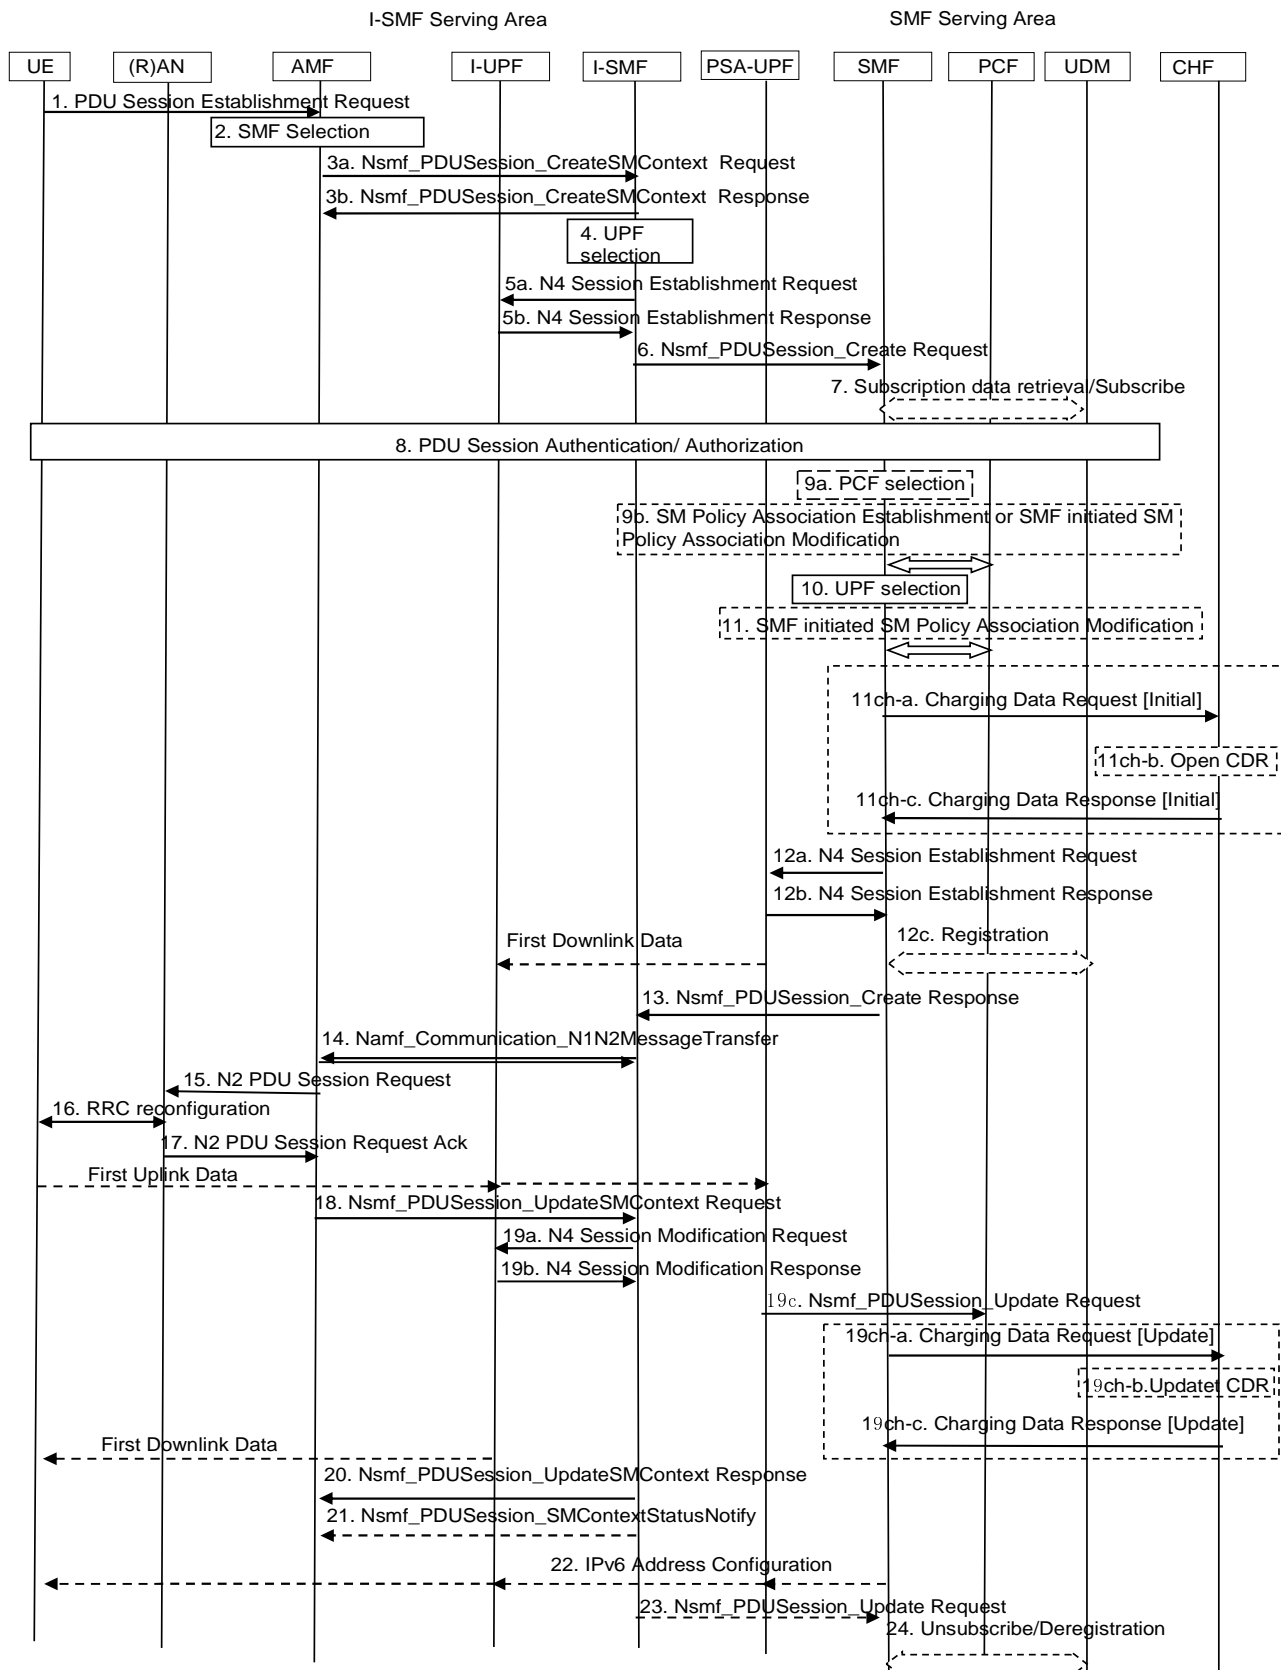 I-SMF Serving Area
SMF Serving Area
UE
(R)AN
AMF
I-UPF
I-SMF
PSA-UPF
SMF
PCF
UDM
CHF
1. PDU Session Establishment Request
2. SMF Selection
3a. Nsmf_PDUSession_CreateSMContext Request
3b. Nsmf_PDUSession_CreateSMContext Response
4. UPF
selection
5a. N4 Session Establishment Request
5b. N4 Session Establishment Response
6. Nsmf_PDUSession_Create Request
7. Subscription data retrieval/Subscribe
8. PDU Session Authentication/ Authorization
9a. PCF selection
9b. SM Policy Association Establishment or SMF initiated SM
Policy Association Modification
10. UPF selection
11. SMF initiated SM Policy Association Modification
11ch-a. Charging Data Request [Initial]
11ch-b. Open CDR
11ch-c. Charging Data Response [Initial]
12a. N4 Session Establishment Request
12b. N4 Session Establishment Response
First Downlink Data
12c. Registration
13. Nsmf_PDUSession_Create Response
14. Namf_Communication_N1N2MessageTransfer
15. N2 PDU Session Request
16. RRC reconfiguration
17. N2 PDU Session Request Ack
First Uplink Data
18. Nsmf_PDUSession_UpdateSMContext Request
19a. N4 Session Modification Request
19b. N4 Session Modification Response
19c. Nsmf_PDUSession_Update Request
19ch-a. Charging Data Request [Update]
19ch-b.Updatet CDR
19ch-c. Charging Data Response [Update]
First Downlink Data
20. Nsmf_PDUSession_UpdateSMContext Response
21. Nsmf_PDUSession_SMContextStatusNotify
22. IPv6 Address Configuration
23. Nsmf_PDUSession_Update Request
24. Unsubscribe/Deregistration